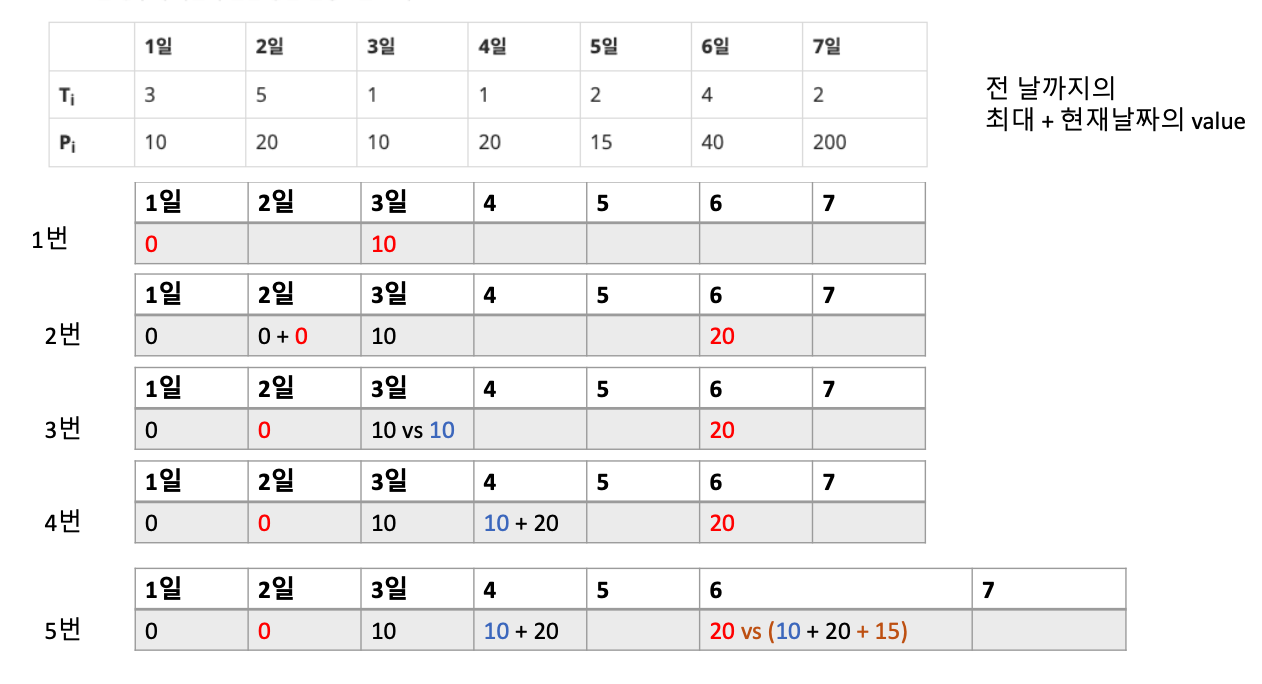 1일 2일 3일 4일 5일 6일 7일
Ti 3 5 1 1 2 4 2
Pi 10 20 10 20 15 40 200
전 날까지의
최대 + 현재날짜의 value
1일 2일 3일 4 5 6 7
1번 0 10
1일 2일 3일 4 5 6 7
2번 0 0 + 0 10 20
1일 2일 3일 4 5 6 7
3번 0 0 10 vs 10 20
1일 2일 3일 4 5 6 7
4번 0 0 10 10 + 20 20
1일 2일 3일 4 5 6 7
5번 0 0 10 10 + 20 20 vs (10 + 20 + 15)